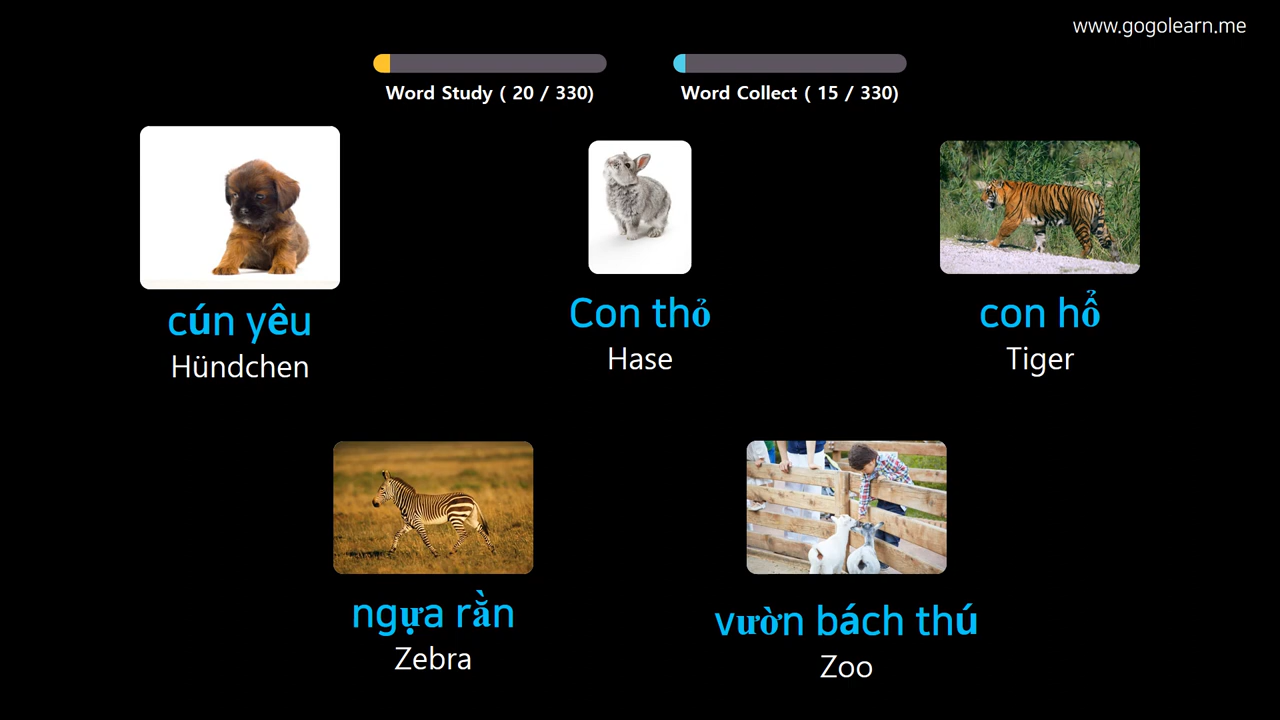 www.gogolearn.me
Word Study ( 20 / 330)
Word Collect ( 15 / 330)
cún yêu
Hündchen
Con thỏ
Hase
con hổ
Tiger
ngựa rằn
Zebra
vườn bách thú
Zoo